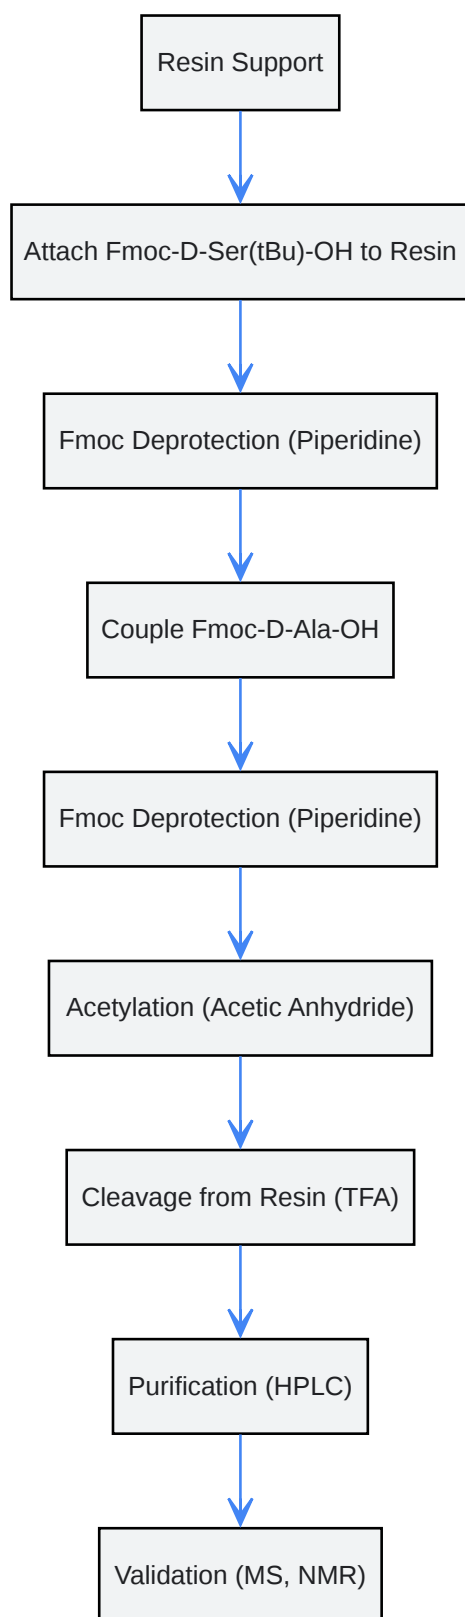 Resin Support
Attach Fmoc-D-Ser(tBu)-OH to Resin
Fmoc Deprotection (Piperidine)
Couple Fmoc-D-Ala-OH
Fmoc Deprotection (Piperidine)
Acetylation (Acetic Anhydride)
Cleavage from Resin (TFA)
Purification (HPLC)
Validation (MS, NMR)